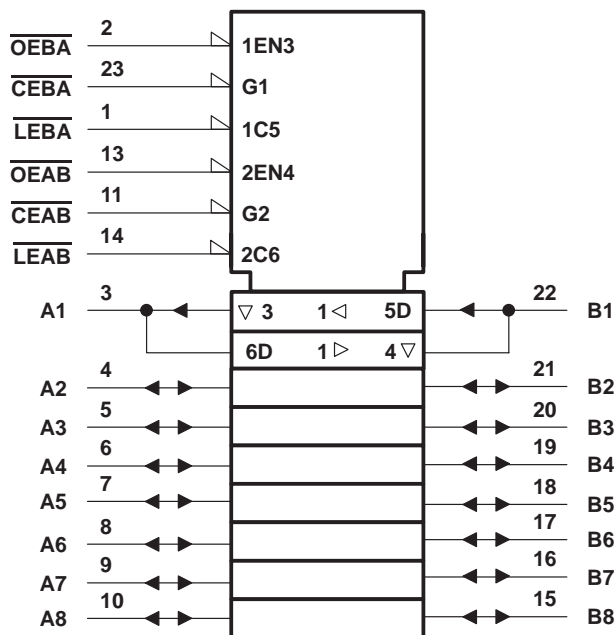 2
OEBA
1EN3
23
CEBA
G1
1
LEBA
1C5
13
OEAB
2EN4
11
CEAB
G2
14
LEAB
2C6
3
22
A1
▽ 3 1 ◁ 5D
B1
6D 1 ▷ 4 ▽
4
21
A2
B2
5
20
A3
B3
6
19
A4
B4
7
18
A5
B5
8
17
A6
B6
9
16
A7
B7
10
15
A8
B8